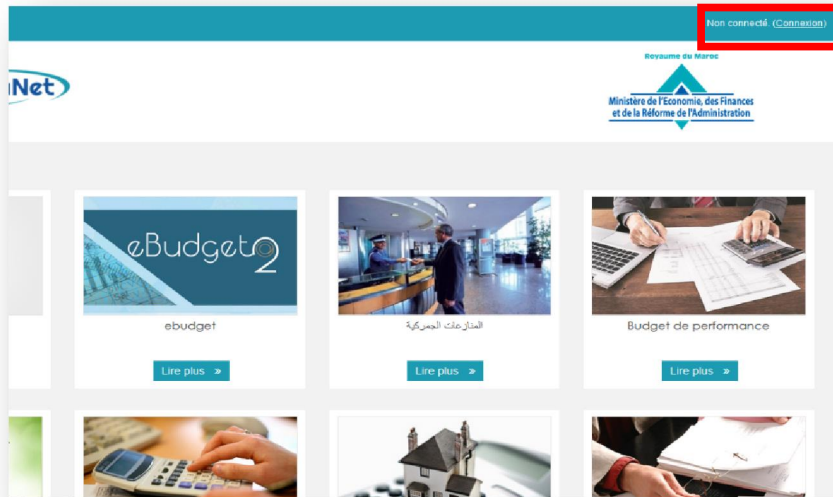 Non connecté. (Connexion)
Net
Royaume du Maroc
Ministère de l'Economie, des Finances
et de la Réforme de l'Administration
eBudget 2
ebudget
المنازعات الجمركية
Budget de performance
Lire plus »
Lire plus »
Lire plus »